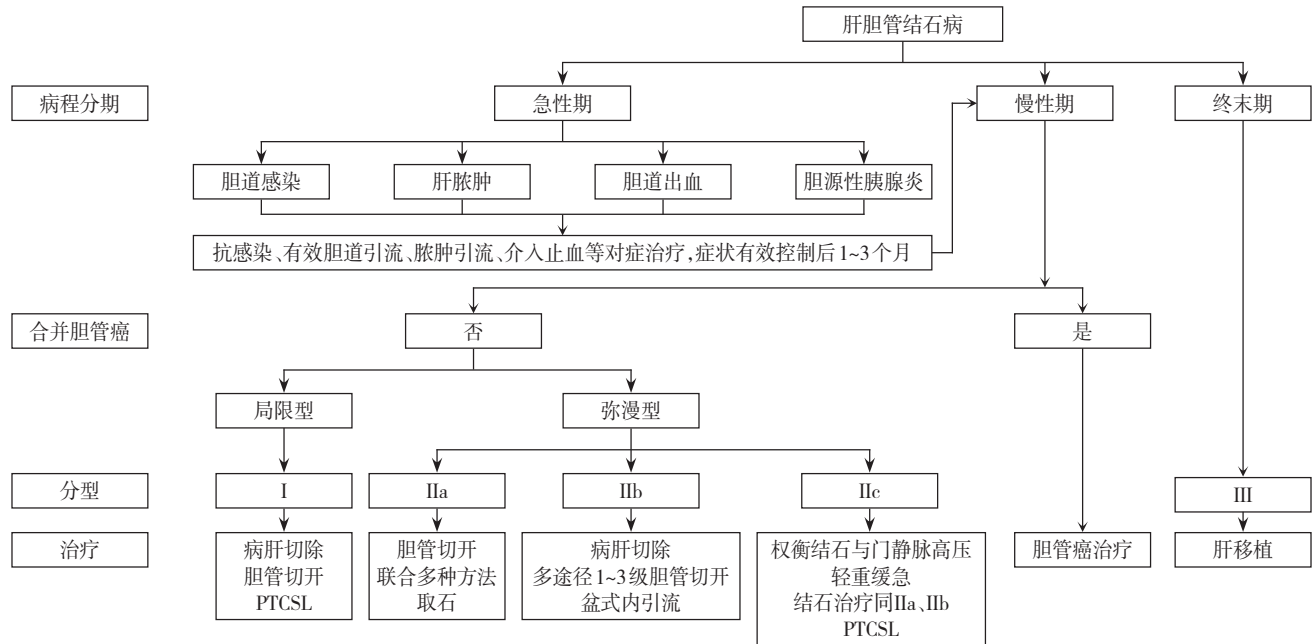 肝胆管结石病
病程分期
急性期
慢性期
终末期
胆道感染
肝脓肿
胆道出血
胆源性胰腺炎
抗感染、有效胆道引流、脓肿引流、介入止血等对症治疗,症状有效控制后1~3个月
合并胆管癌
否
是
局限型
弥漫型
分型
I
IIa
IIb
IIc
III
治疗
病肝切除
胆管切开
PTCSL
胆管切开
联合多种方法
取石
病肝切除
多途径1~3级胆管切开
盆式内引流
权衡结石与门静脉高压
轻重缓急
结石治疗同IIa、IIb
PTCSL
胆管癌治疗
肝移植